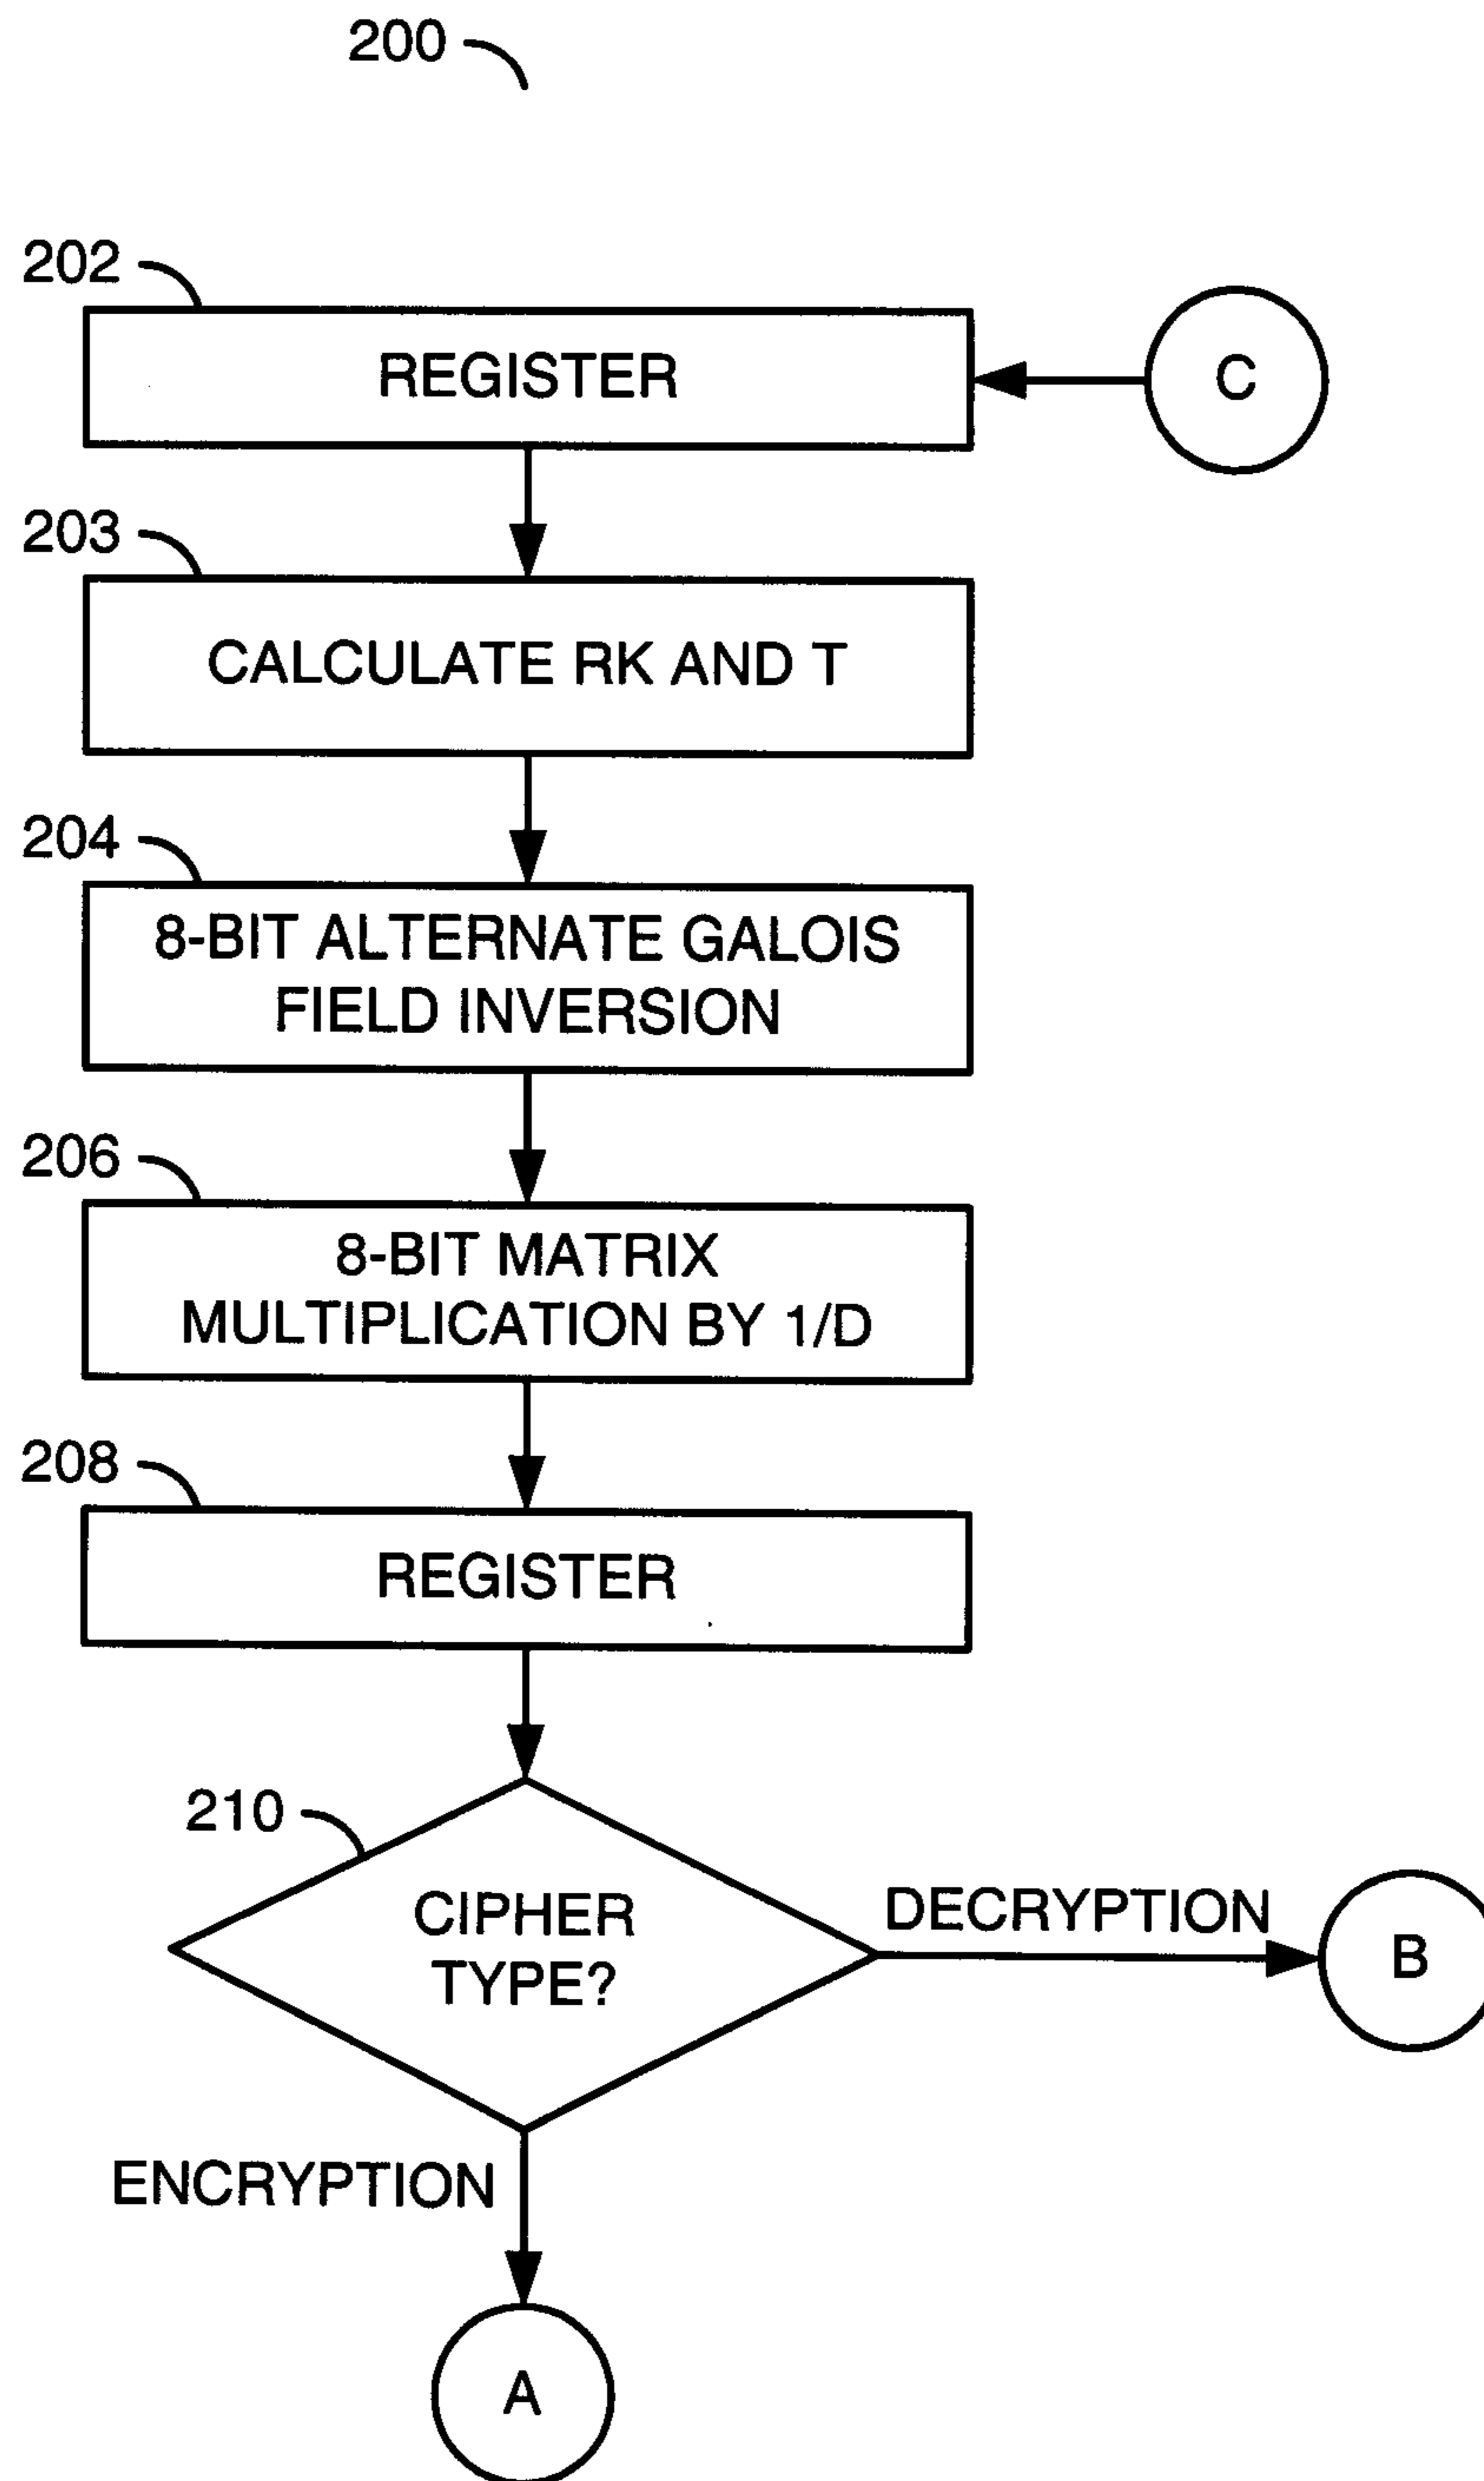 200
202
REGISTER
C
203
CALCULATE RK AND T
204
8-BIT ALTERNATE GALOIS
FIELD INVERSION
206
8-BIT MATRIX
MULTIPLICATION BY 1/D
208
REGISTER
210
CIPHER
TYPE?
DECRYPTION
B
ENCRYPTION
A